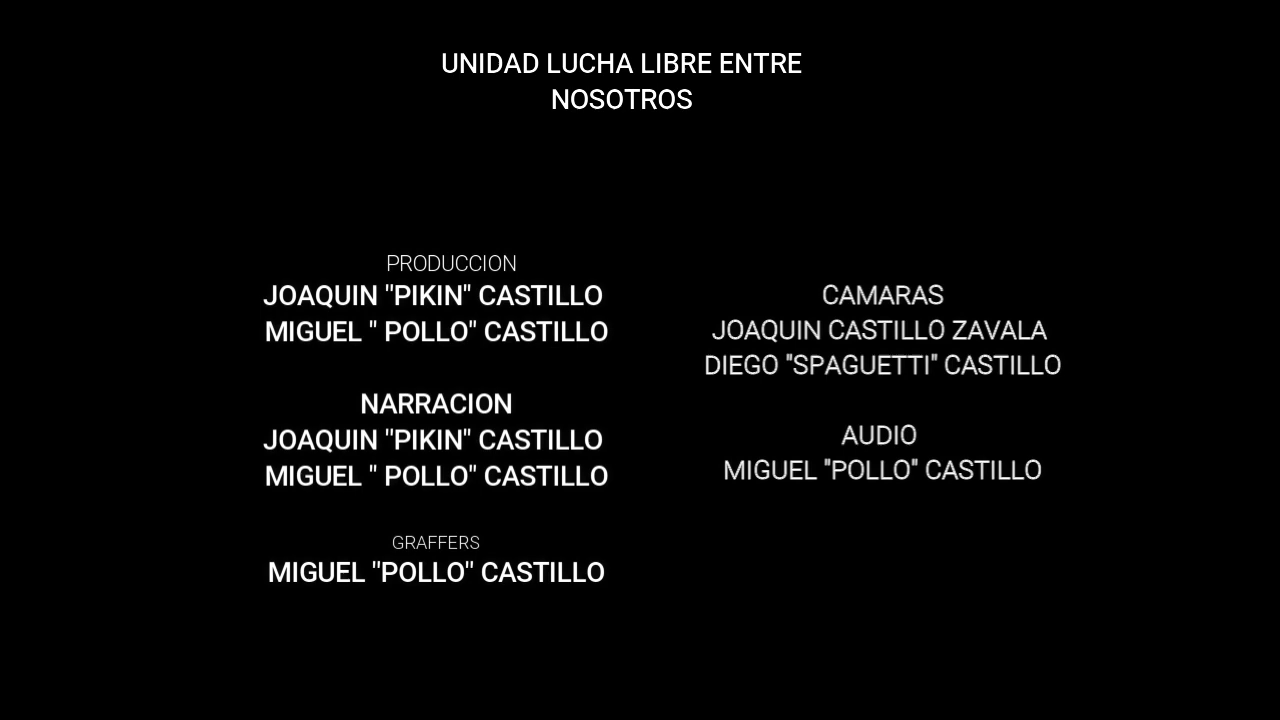 UNIDAD LUCHA LIBRE ENTRE
NOSOTROS
PRODUCCION
JOAQUIN "PIKIN" CASTILLO
MIGUEL " POLLO" CASTILLO
NARRACION
JOAQUIN "PIKIN" CASTILLO
MIGUEL " POLLO" CASTILLO
GRAFFERS
MIGUEL "POLLO" CASTILLO
CAMARAS
JOAQUIN CASTILLO ZAVALA
DIEGO "SPAGUETTI" CASTILLO
AUDIO
MIGUEL "POLLO" CASTILLO